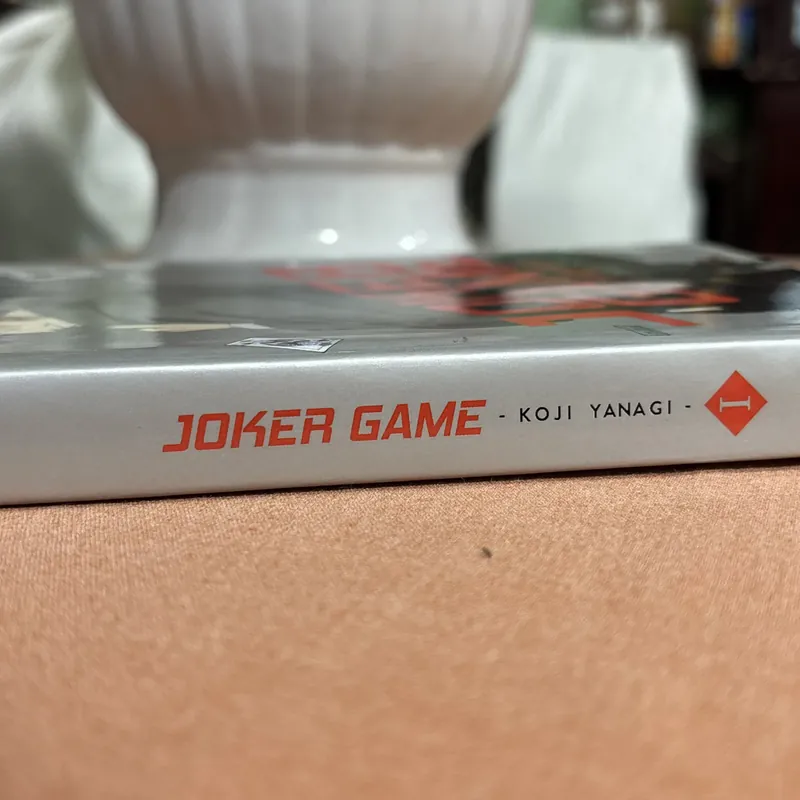 JOKER GAME - KOJI YANAGI - I